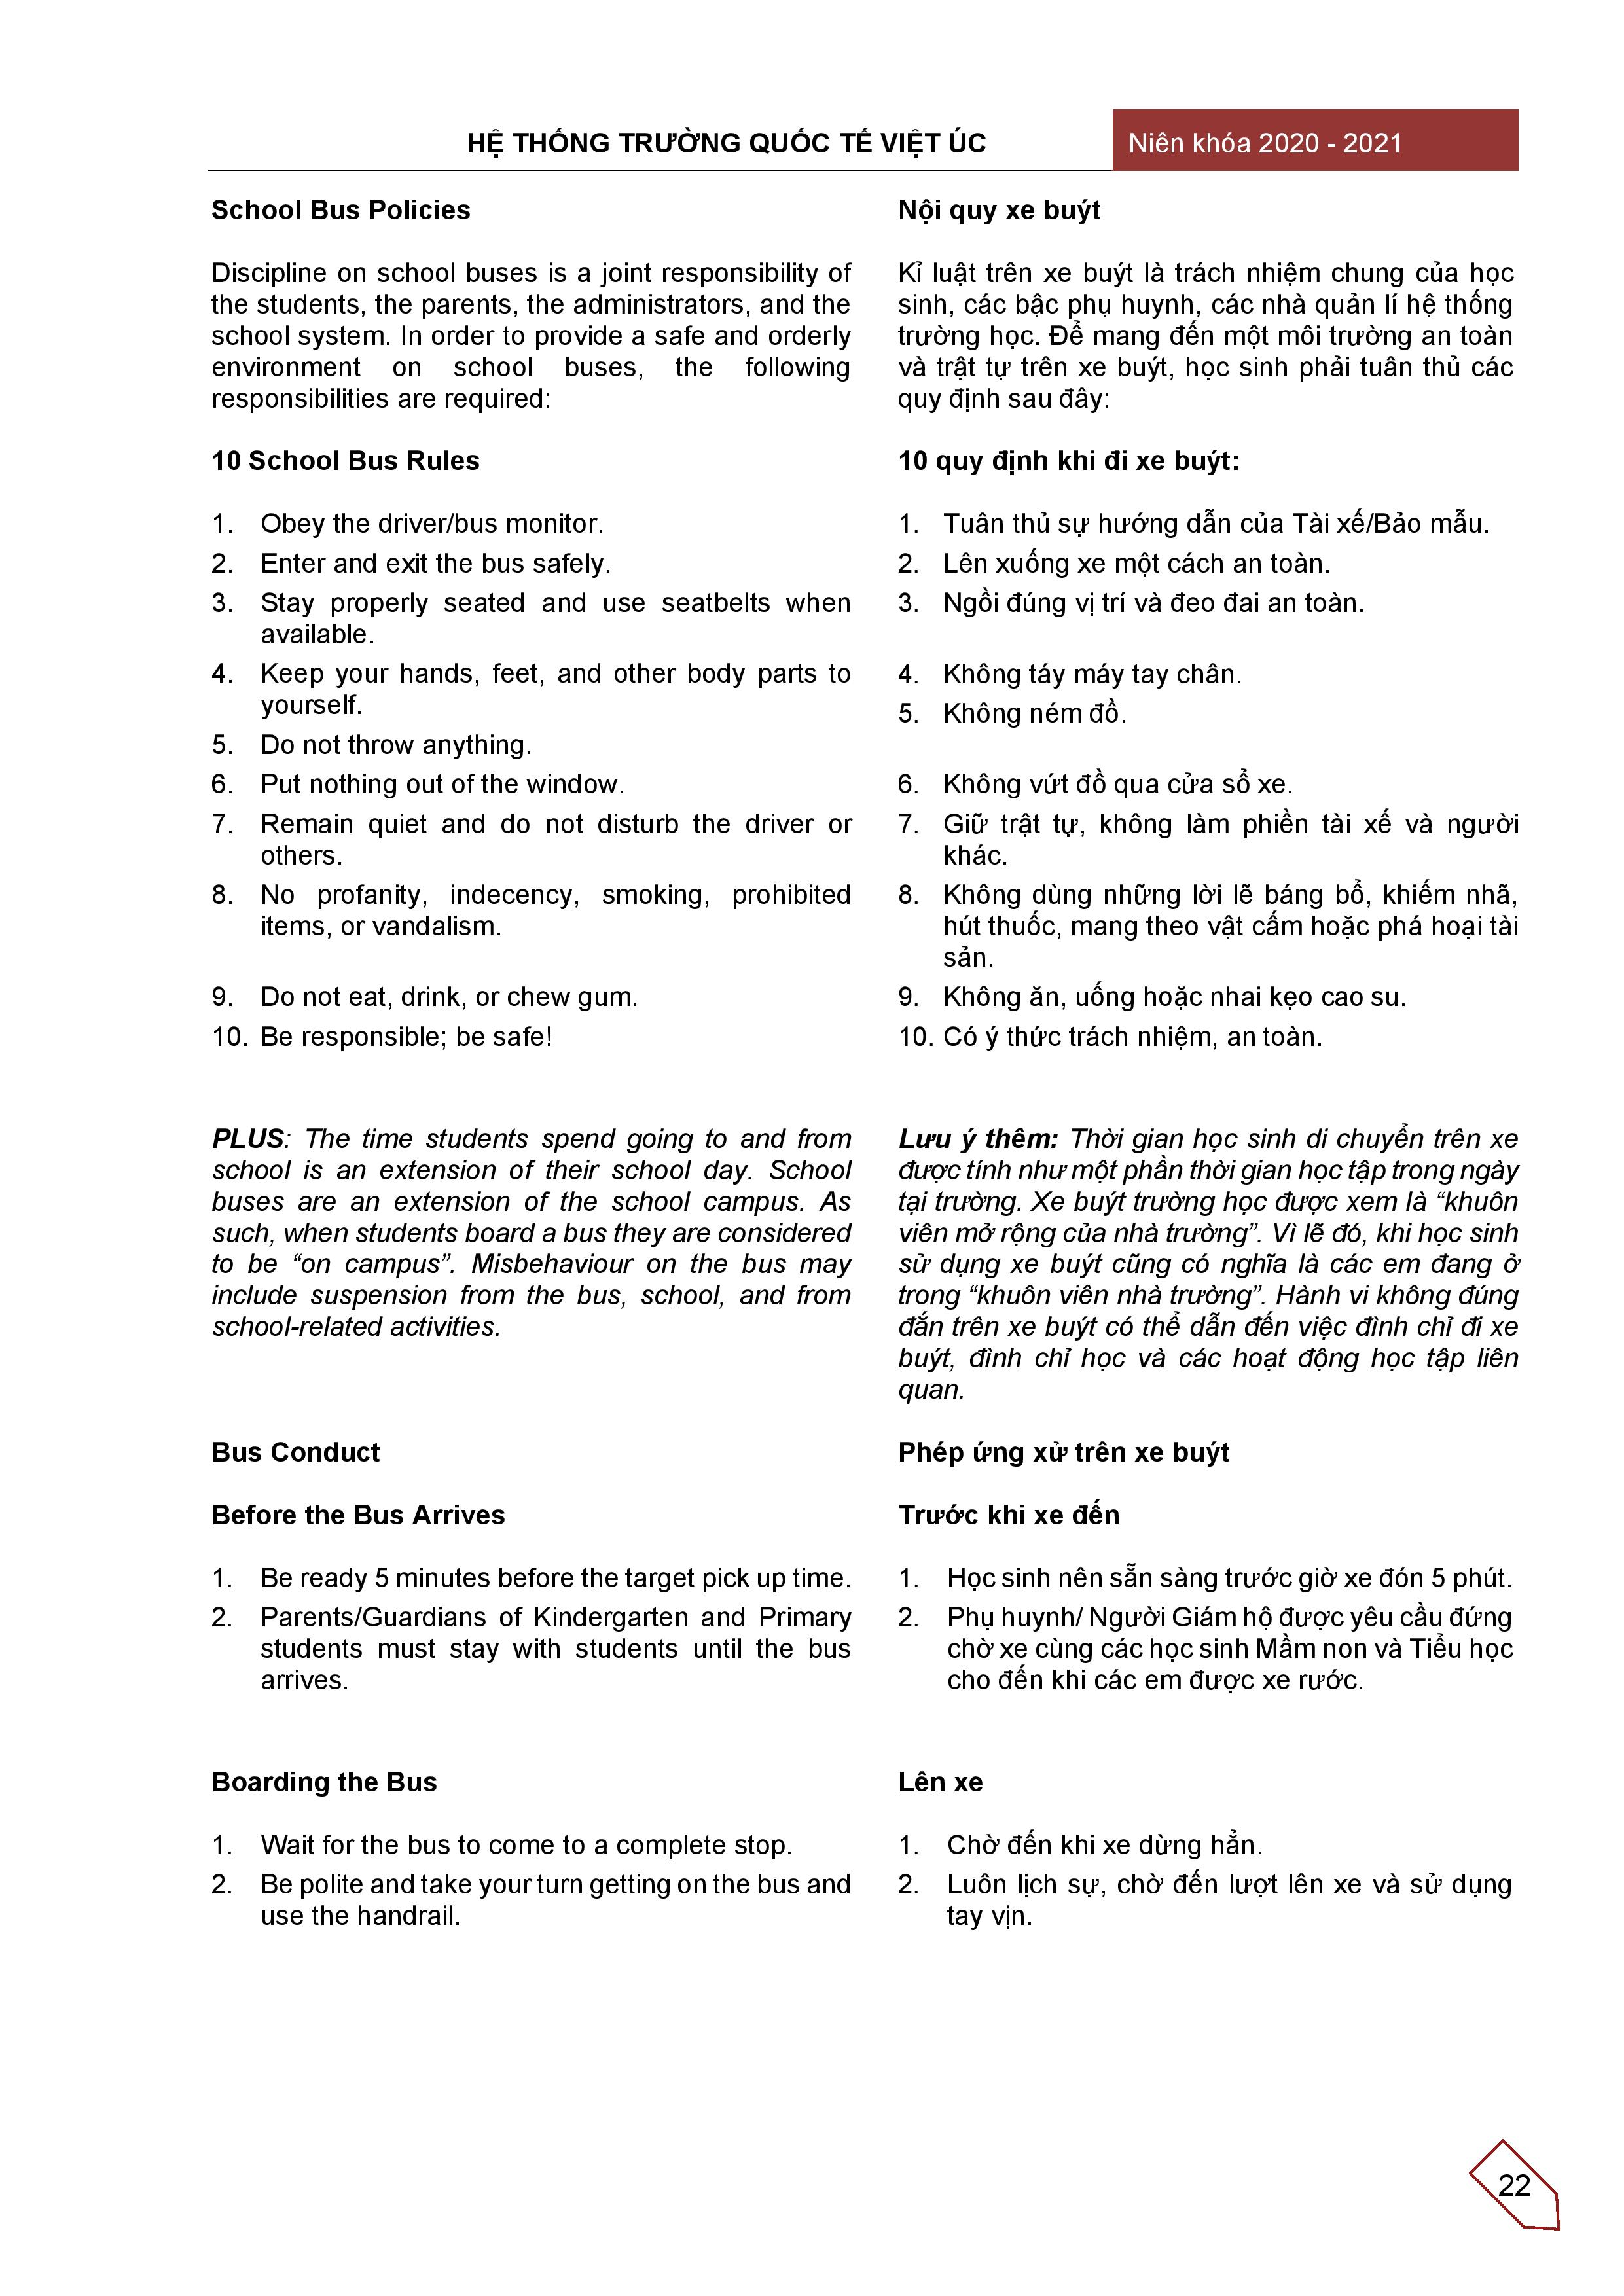 HỆ THỐNG TRƯỜNG QUỐC TẾ VIỆT ÚC
Niên khóa 2020 - 2021
School Bus Policies
Discipline on school buses is a joint responsibility of
the students, the parents, the administrators, and the
school system. In order to provide a safe and orderly
environment on school buses, the following
responsibilities are required:
10 School Bus Rules
1. Obey the driver/bus monitor.
2. Enter and exit the bus safely.
3. Stay properly seated and use seatbelts when
available.
4. Keep your hands, feet, and other body parts to
yourself.
5. Do not throw anything.
6. Put nothing out of the window.
7. Remain quiet and do not disturb the driver or
others.
8. No profanity, indecency, smoking, prohibited
items, or vandalism.
9. Do not eat, drink, or chew gum.
10. Be responsible; be safe!
PLUS: The time students spend going to and from
school is an extension of their school day. School
buses are an extension of the school campus. As
such, when students board a bus they are considered
to be “on campus”. Misbehaviour on the bus may
include suspension from the bus, school, and from
school-related activities.
Bus Conduct
Before the Bus Arrives
1. Be ready 5 minutes before the target pick up time.
2. Parents/Guardians of Kindergarten and Primary
students must stay with students until the bus
arrives.
Boarding the Bus
1. Wait for the bus to come to a complete stop.
2. Be polite and take your turn getting on the bus and
use the handrail.
Nội quy xe buýt
Kỉ luật trên xe buýt là trách nhiệm chung của học
sinh, các bậc phụ huynh, các nhà quản lí hệ thống
trường học. Để mang đến một môi trường an toàn
và trật tự trên xe buýt, học sinh phải tuân thủ các
quy định sau đây:
10 quy định khi đi xe buýt:
1. Tuân thủ sự hướng dẫn của Tài xế/Bảo mẫu.
2. Lên xuống xe một cách an toàn.
3. Ngồi đúng vị trí và đeo đai an toàn.
4. Không táy máy tay chân.
5. Không ném đồ.
6. Không vứt đồ qua cửa sổ xe.
7. Giữ trật tự, không làm phiền tài xế và người
khác.
8. Không dùng những lời lẽ báng bổ, khiếm nhã,
hút thuốc, mang theo vật cấm hoặc phá hoại tài
sản.
9. Không ăn, uống hoặc nhai kẹo cao su.
10. Có ý thức trách nhiệm, an toàn.
Lưu ý thêm: Thời gian học sinh di chuyển trên xe
được tính như một phần thời gian học tập trong ngày
tại trường. Xe buýt trường học được xem là “khuôn
viên mở rộng của nhà trường”. Vì lẽ đó, khi học sinh
sử dụng xe buýt cũng có nghĩa là các em đang ở
trong “khuôn viên nhà trường”. Hành vi không đúng
đắn trên xe buýt có thể dẫn đến việc đình chỉ đi xe
buýt, đình chỉ học và các hoạt động học tập liên
quan.
Phép ứng xử trên xe buýt
Trước khi xe đến
1. Học sinh nên sẵn sàng trước giờ xe đón 5 phút.
2. Phụ huynh/ Người Giám hộ được yêu cầu đứng
chờ xe cùng các học sinh Mầm non và Tiểu học
cho đến khi các em được xe rước.
Lên xe
1. Chờ đến khi xe dừng hẳn.
2. Luôn lịch sự, chờ đến lượt lên xe và sử dụng
tay vịn.
22